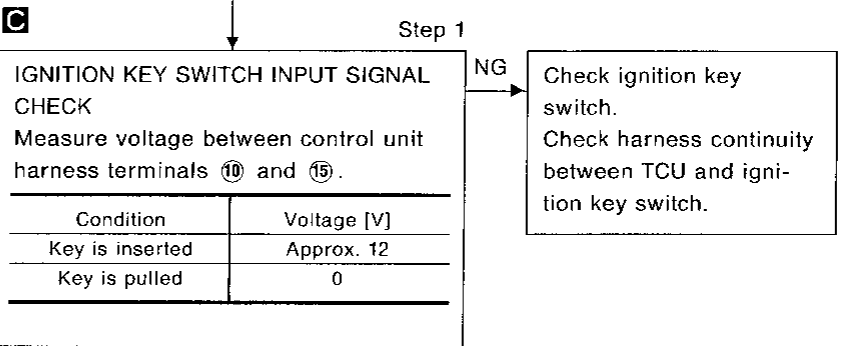 C
Step 1
IGNITION KEY SWITCH INPUT SIGNAL
CHECK
Measure voltage between control unit
harness terminals ⑩ and ⑮.
Condition Voltage [V]
Key is inserted Approx. 12
Key is pulled 0
NG
Check ignition key
switch.
Check harness continuity
between TCU and igni-
tion key switch.